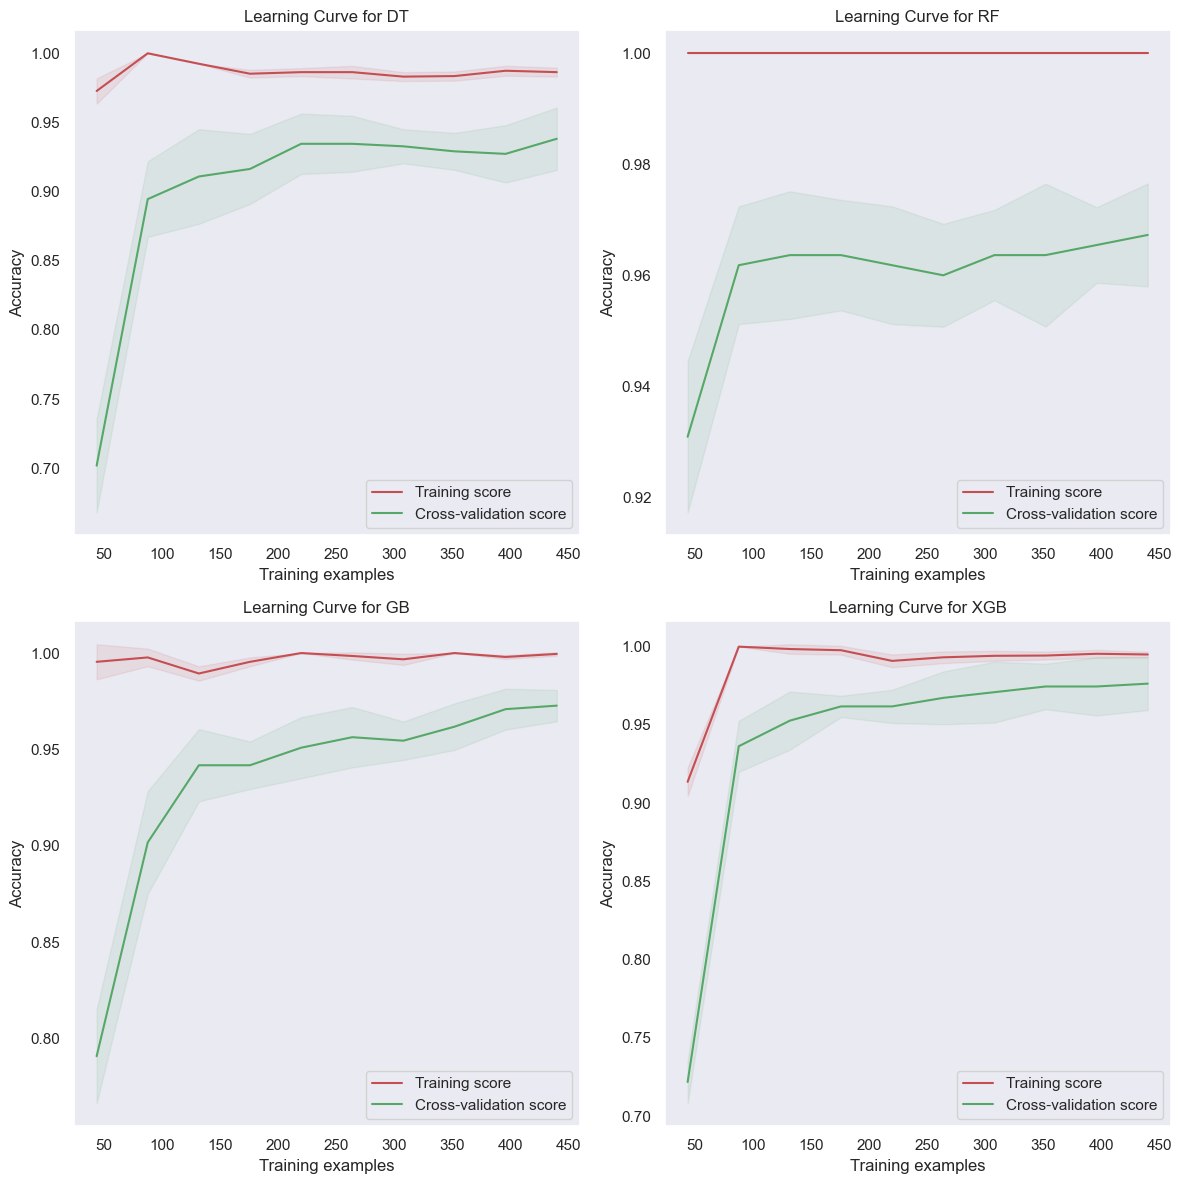 Learning Curve for DT
1.00
0.95
0.90
0.85
0.80
0.75
0.70
Accuracy
Training score
Cross-validation score
50 100 150 200 250 300 350 400 450
Training examples
Learning Curve for RF
1.00
0.98
0.96
0.94
0.92
Accuracy
Training score
Cross-validation score
50 100 150 200 250 300 350 400 450
Training examples
Learning Curve for GB
1.00
0.95
0.90
0.85
0.80
Accuracy
Training score
Cross-validation score
50 100 150 200 250 300 350 400 450
Training examples
Learning Curve for XGB
1.00
0.95
0.90
0.85
0.80
0.75
0.70
Accuracy
Training score
Cross-validation score
50 100 150 200 250 300 350 400 450
Training examples